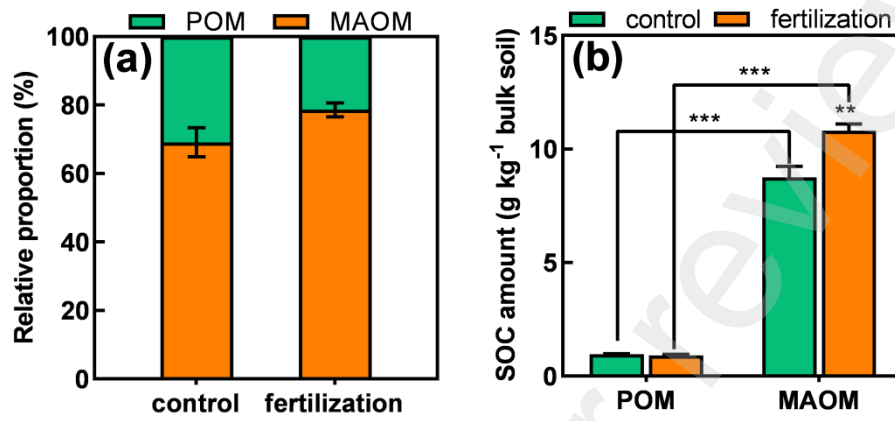 POM MAOM
(a)
Relative proportion (%)
100
80
60
40
20
0
control fertilization
control fertilization
(b)
SOC amount (g kg⁻¹ bulk soil)
15
10
5
0
***
***
**
POM MAOM
r review